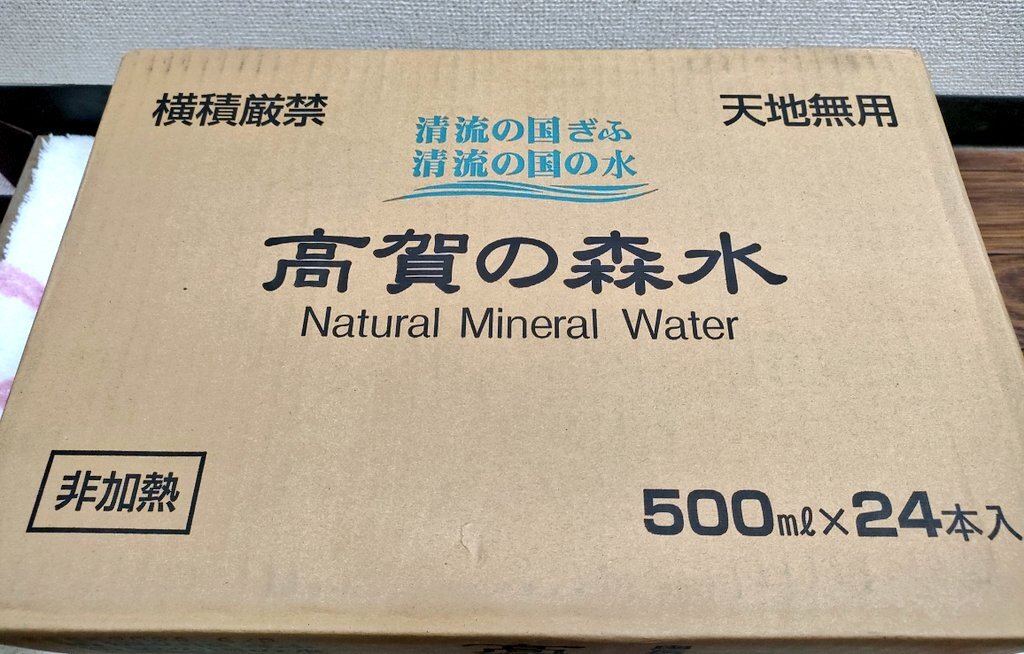 横積厳禁
天地無用
清流の国ぎふ
清流の国の水
高賀の森水
Natural Mineral Water
非加熱
500mℓ×24本入